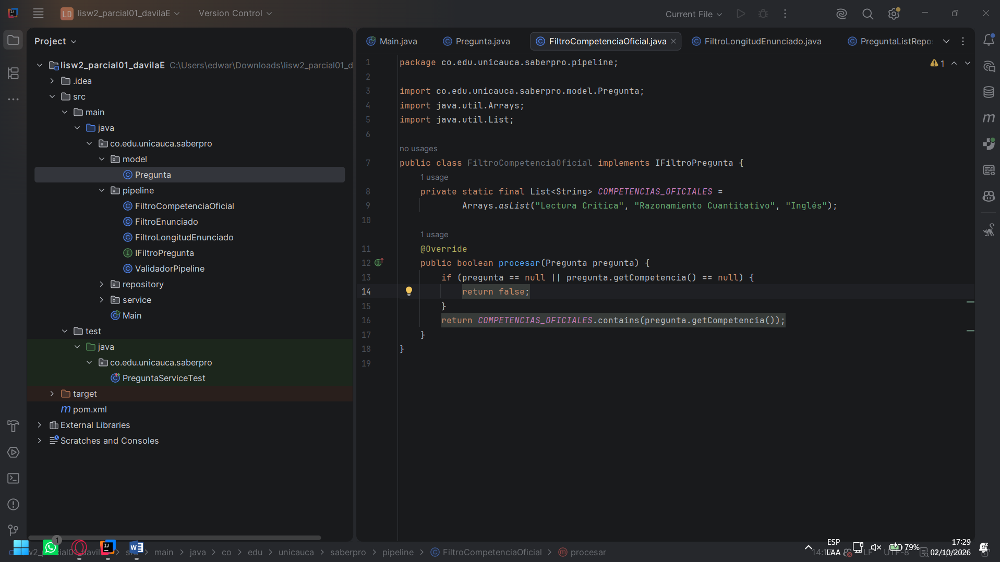 LD lisw2_parcial01_davilaE Version Control Current File
Project
lisw2_parcial01_davilaE C:\Users\edwar\Downloads\lisw2_parcial01_d
.idea
src
main
java
co.edu.unicauca.saberpro
model
Pregunta
pipeline
FiltroCompetenciaOficial
FiltroEnunciado
FiltroLongitudEnunciado
IFiltroPregunta
ValidadorPipeline
repository
service
Main
test
java
co.edu.unicauca.saberpro
PreguntaServiceTest
target
pom.xml
External Libraries
Scratches and Consoles
Main.java Pregunta.java FiltroCompetenciaOficial.java FiltroLongitudEnunciado.java PreguntaListRepo
1 package co.edu.unicauca.saberpro.pipeline;
1
2
3 import co.edu.unicauca.saberpro.model.Pregunta;
4 import java.util.Arrays;
5 import java.util.List;
6
no usages
7 public class FiltroCompetenciaOficial implements IFiltroPregunta {
1 usage
8 private static final List<String> COMPETENCIAS_OFICIALES =
9 Arrays.asList("Lectura Crítica", "Razonamiento Cuantitativo", "Inglés");
10
1 usage
11 @Override
12 public boolean procesar(Pregunta pregunta) {
13 if (pregunta == null || pregunta.getCompetencia() == null) {
14 return false;
15 }
16 return COMPETENCIAS_OFICIALES.contains(pregunta.getCompetencia());
17 }
18 }
19
w2_parcial01_davila src main java co edu unicauca saberpro pipeline FiltroCompetenciaOficial procesar
1
ESP
LAA
79%
17:29
02/10/2026
LF UTF-8